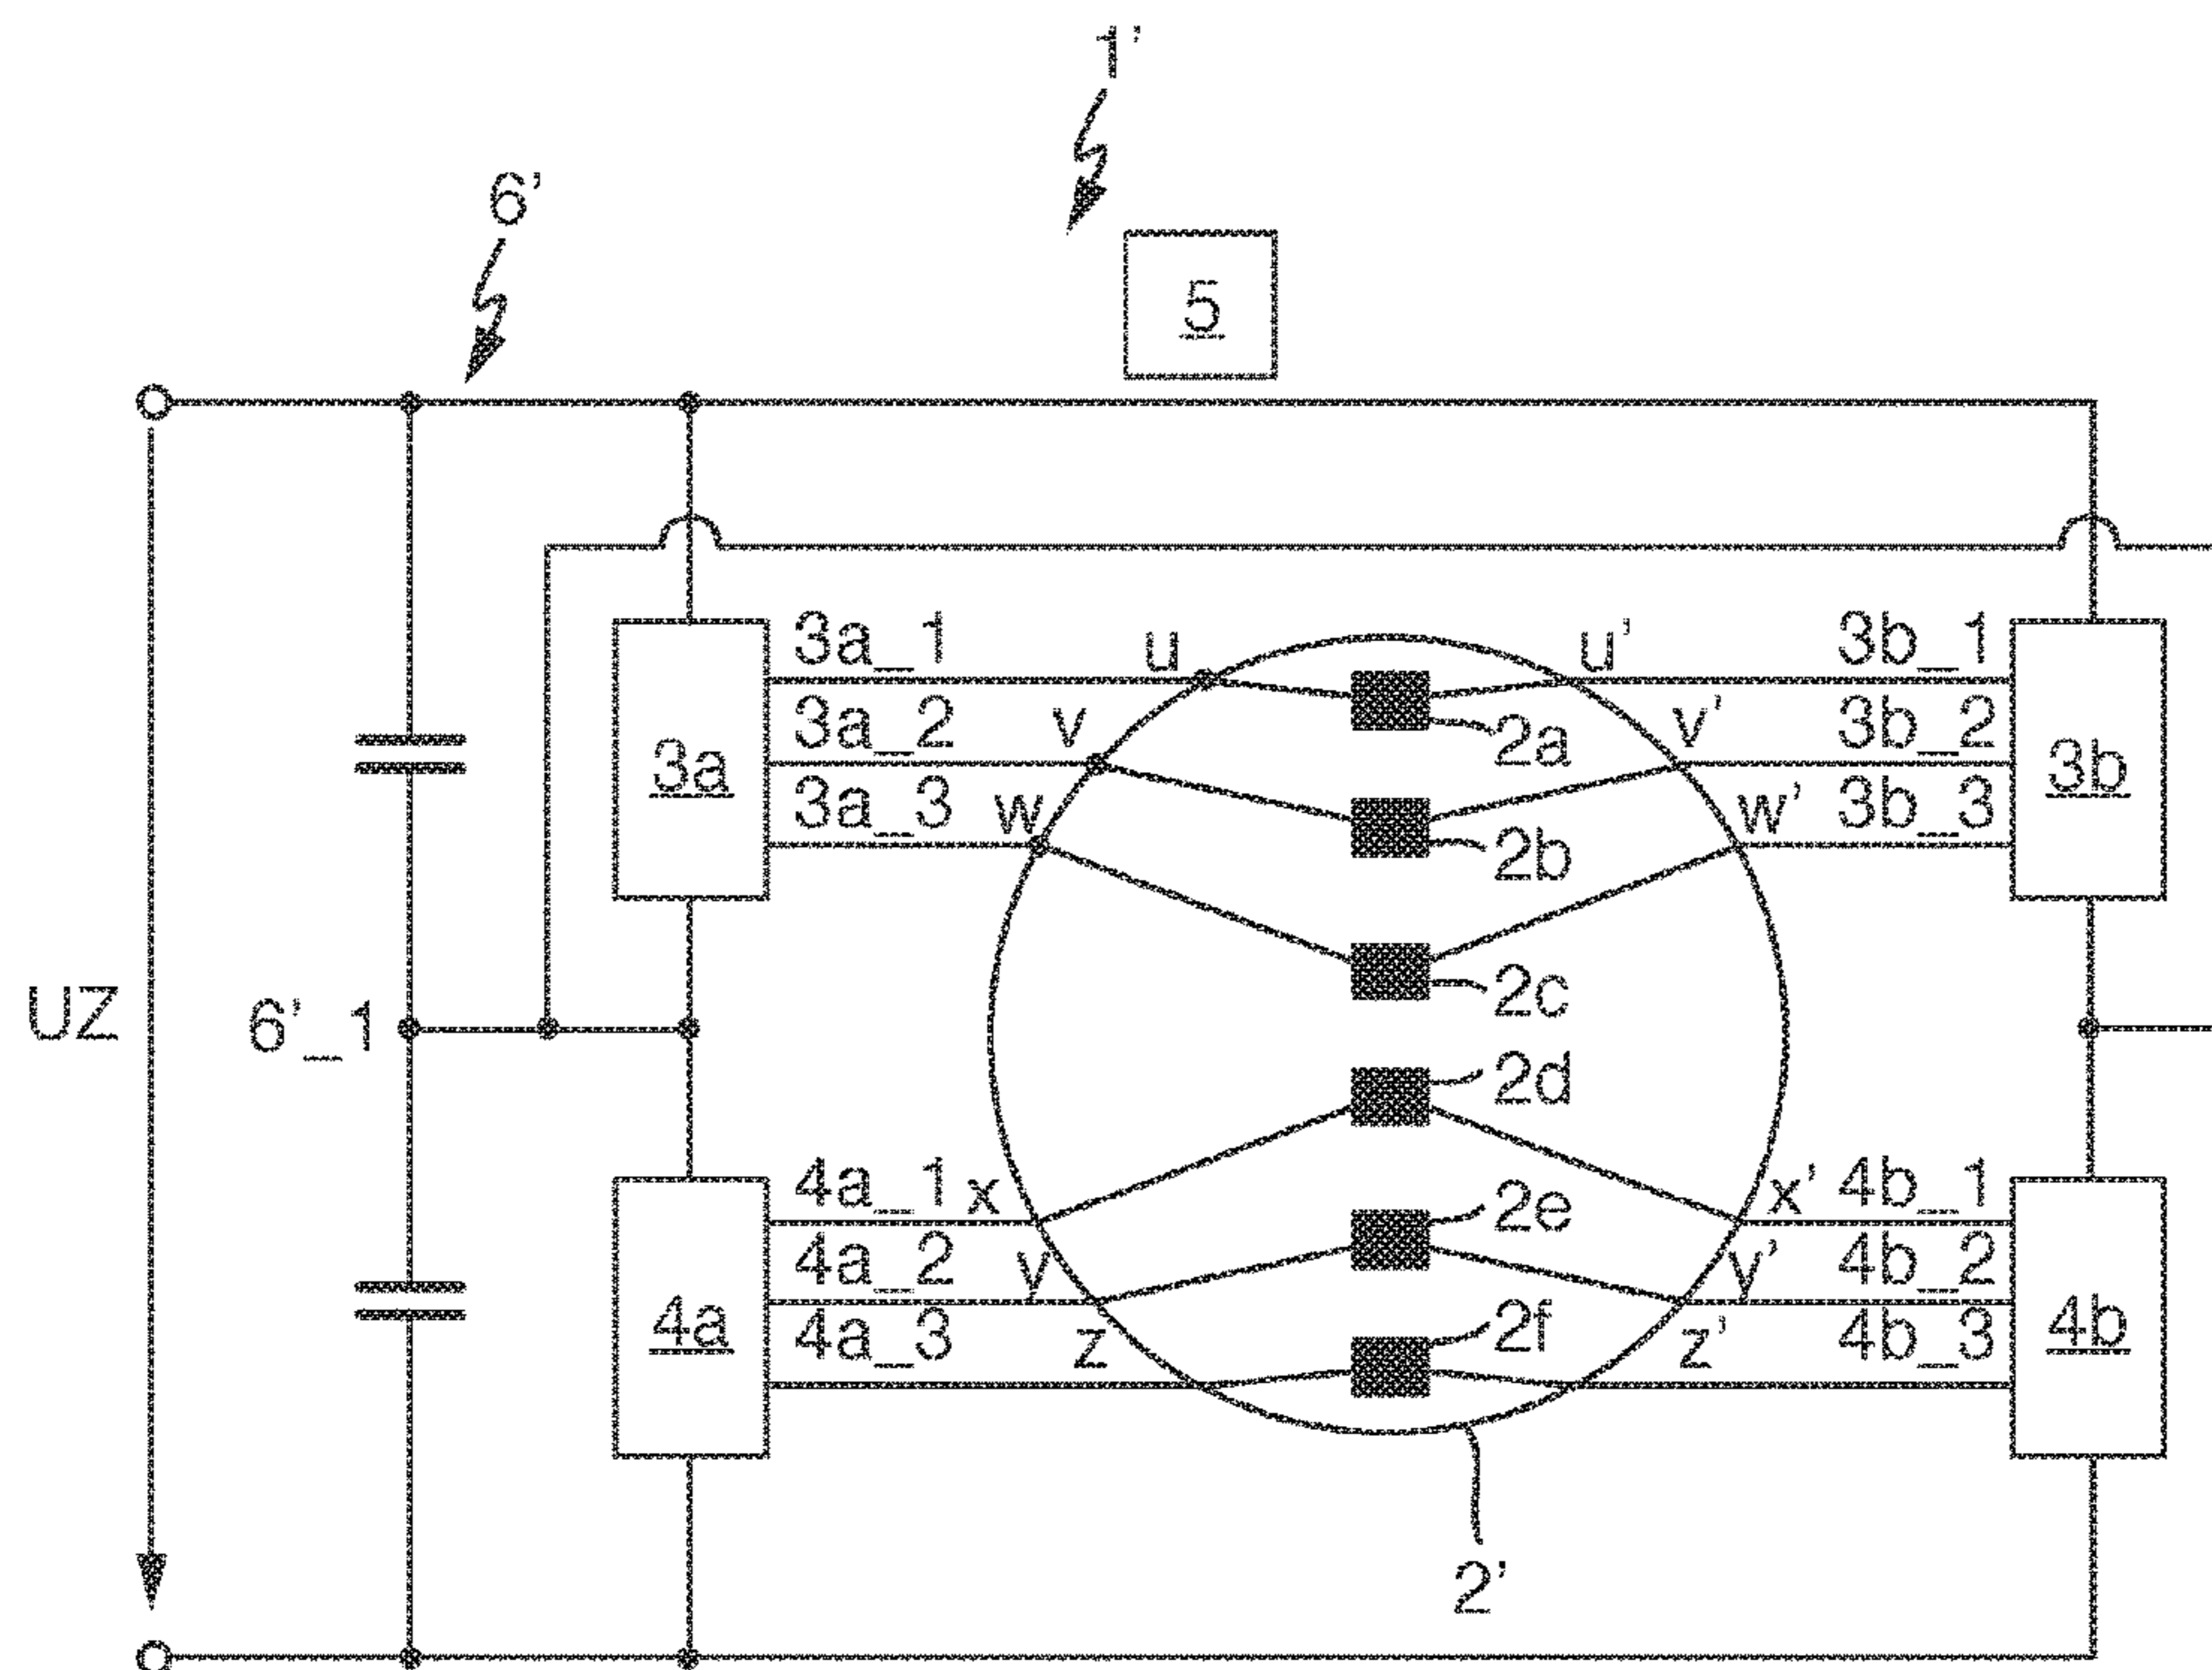 1'
6'
5
3a_1 u u' 3b_1
3a_2 v 2a v' 3b_2
3a 3b
3a_3 w 2b w' 3b_3
2c
UZ 6'_1
2d
4a_1 x 2e x' 4b_1
4a_2 y y' 4b_2
4a 2f 4b
4a_3 z z' 4b_3
2'